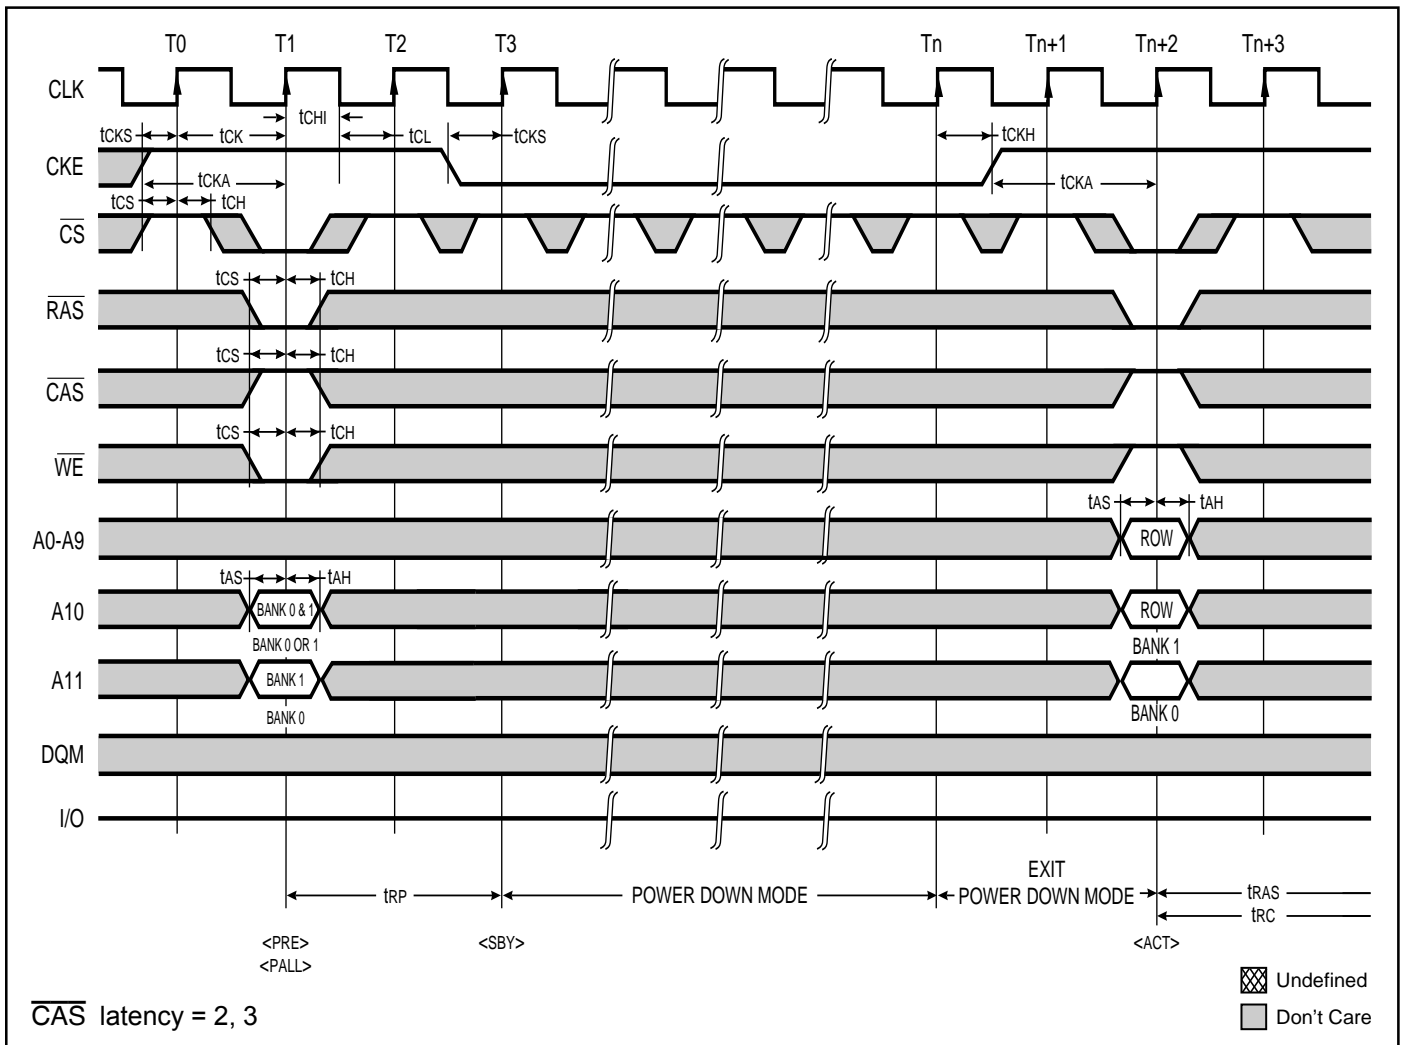 T0 T1 T2 T3 Tn Tn+1 Tn+2 Tn+3
CLK
tCHI
tCKS tCK tCL tCKS tCKH
CKE
tCKA tCKA
tCS tCH
CS
tCS tCH
RAS
tCS tCH
CAS
tCS tCH
WE
tAS tAH
A0-A9 ROW
tAS tAH
A10 BANK 0 & 1 ROW
BANK 0 OR 1 BANK 1
A11 BANK 1
BANK 0 BANK 0
DQM
I/O
EXIT
tRP POWER DOWN MODE POWER DOWN MODE tRAS
tRC
<PRE> <SBY> <ACT>
<PALL>
Undefined
CAS latency = 2, 3
Don't Care